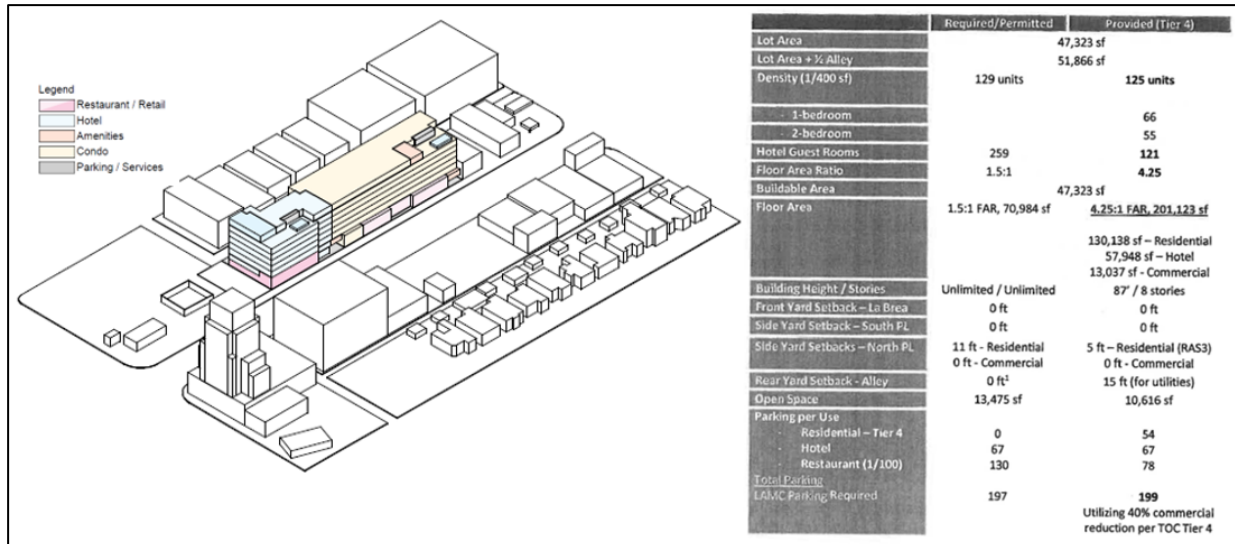 Legend
Restaurant / Retail
Hotel
Amenities
Condo
Parking / Services
Required/Permitted Provided (Tier 4)
Lot Area 47,323 sf
Lot Area + ½ Alley 51,866 sf
Density (1/400 sf) 129 units 125 units
- 1-bedroom 66
- 2-bedroom 55
Hotel Guest Rooms 259 121
Floor Area Ratio 1.5:1 4.25
Buildable Area 47,323 sf
Floor Area 1.5:1 FAR, 70,984 sf 4.25:1 FAR, 201,123 sf
130,138 sf – Residential
57,948 sf – Hotel
13,037 sf - Commercial
Building Height / Stories Unlimited / Unlimited 87' / 8 stories
Front Yard Setback – La Brea 0 ft 0 ft
Side Yard Setback – South PL 0 ft 0 ft
Side Yard Setbacks – North PL 11 ft - Residential 5 ft – Residential (RAS3)
0 ft - Commercial 0 ft - Commercial
Rear Yard Setback - Alley 0 ft¹ 15 ft (for utilities)
Open Space 13,475 sf 10,616 sf
Parking per Use
- Residential – Tier 4 0 54
- Hotel 67 67
- Restaurant (1/100) 130 78
Total Parking
LAMC Parking Required 197 199
Utilizing 40% commercial
reduction per TOC Tier 4